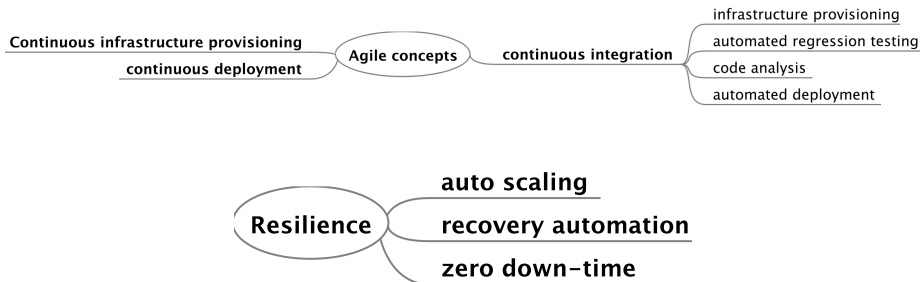 Continuous infrastructure provisioning
continuous deployment
Agile concepts
continuous integration
infrastructure provisioning
automated regression testing
code analysis
automated deployment
Resilience
auto scaling
recovery automation
zero down-time